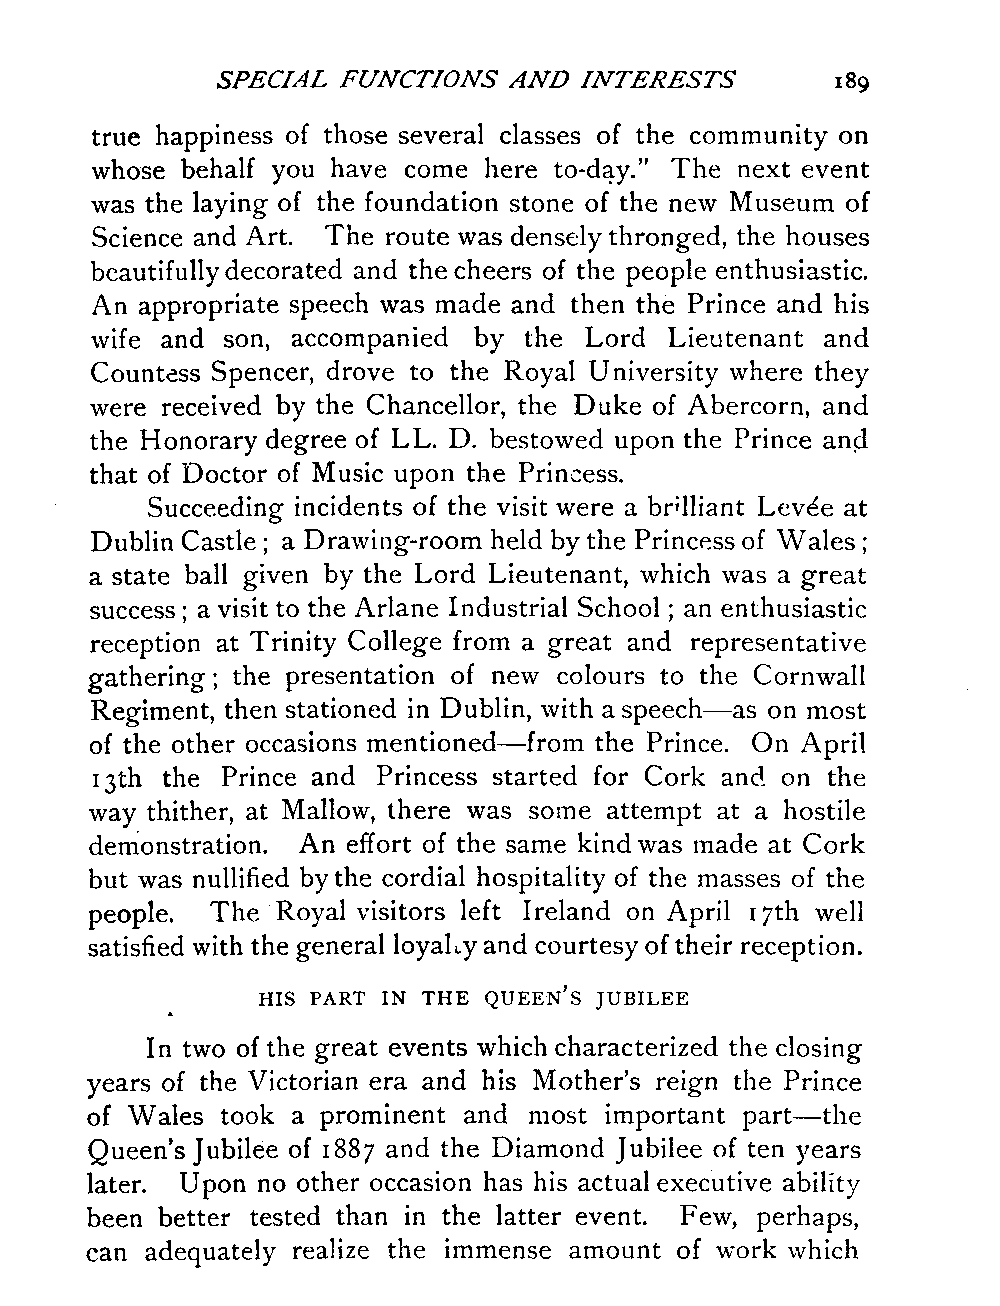 SPECIAL FUNCTIONS AND INTERESTS 189
true happiness of those several classes of the community on
whose behalf you have come here to-day." The next event
was the laying of the foundation stone of the new Museum of
Science and Art. The route was densely thronged, the houses
beautifully decorated and the cheers of the people enthusiastic.
An appropriate speech was made and then the Prince and his
wife and son, accompanied by the Lord Lieutenant and
Countess Spencer, drove to the Royal University where they
were received by the Chancellor, the Duke of Abercorn, and
the Honorary degree of LL. D. bestowed upon the Prince and
that of Doctor of Music upon the Princess.
Succeeding incidents of the visit were a brilliant Levée at
Dublin Castle; a Drawing-room held by the Princess of Wales;
a state ball given by the Lord Lieutenant, which was a great
success; a visit to the Arlane Industrial School; an enthusiastic
reception at Trinity College from a great and representative
gathering; the presentation of new colours to the Cornwall
Regiment, then stationed in Dublin, with a speech—as on most
of the other occasions mentioned—from the Prince. On April
13th the Prince and Princess started for Cork and on the
way thither, at Mallow, there was some attempt at a hostile
demonstration. An effort of the same kind was made at Cork
but was nullified by the cordial hospitality of the masses of the
people. The Royal visitors left Ireland on April 17th well
satisfied with the general loyalty and courtesy of their reception.
HIS PART IN THE QUEEN'S JUBILEE
In two of the great events which characterized the closing
years of the Victorian era and his Mother's reign the Prince
of Wales took a prominent and most important part—the
Queen's Jubilee of 1887 and the Diamond Jubilee of ten years
later. Upon no other occasion has his actual executive ability
been better tested than in the latter event. Few, perhaps,
can adequately realize the immense amount of work which